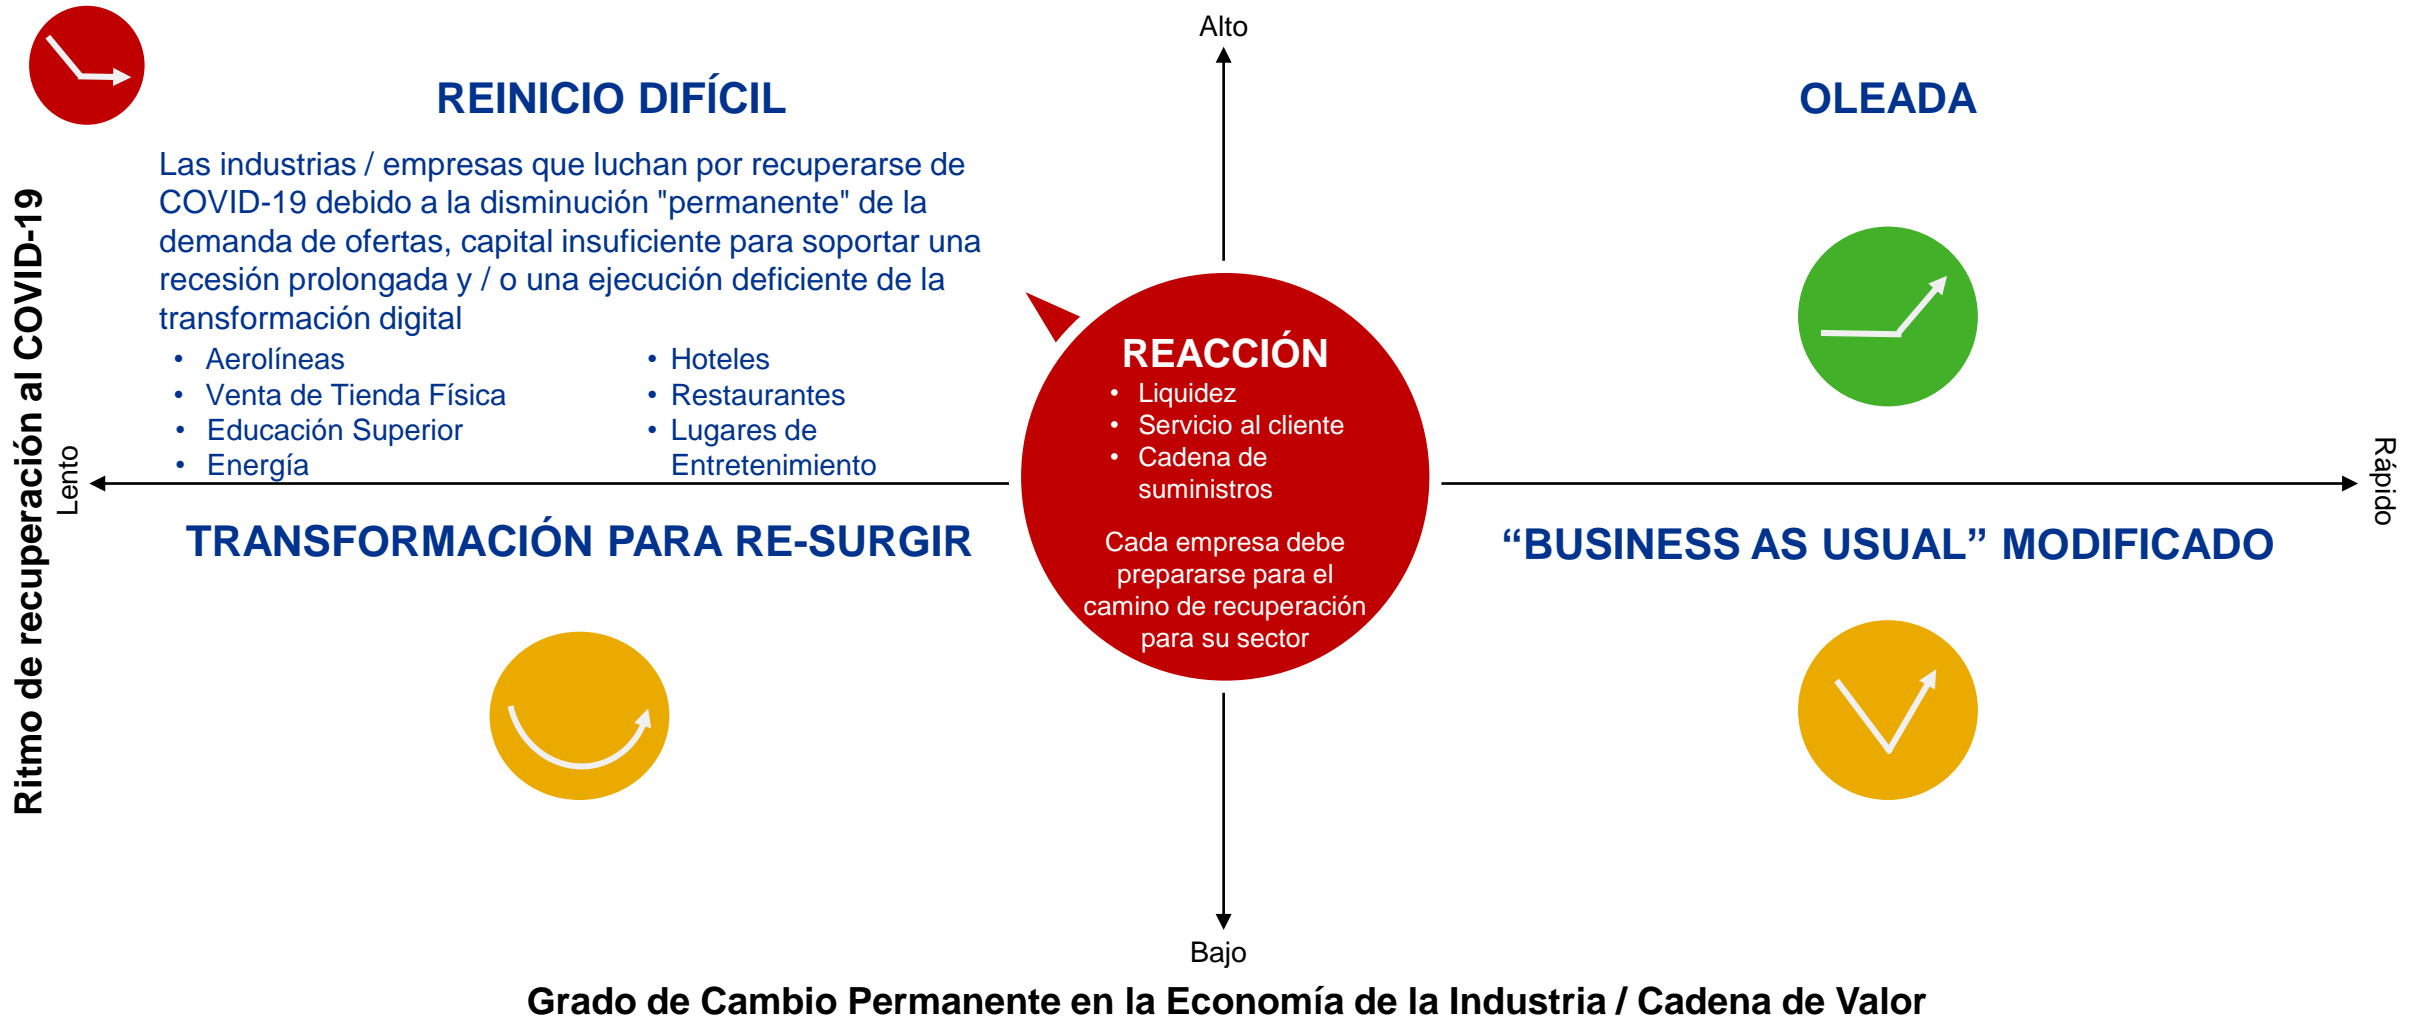 Alto
REINICIO DIFÍCIL
Las industrias / empresas que luchan por recuperarse de
COVID-19 debido a la disminución "permanente" de la
demanda de ofertas, capital insuficiente para soportar una
recesión prolongada y / o una ejecución deficiente de la
transformación digital
• Aerolíneas
• Venta de Tienda Física
• Educación Superior
• Energía
• Hoteles
• Restaurantes
• Lugares de
Entretenimiento
OLEADA
Ritmo de recuperación al COVID-19
Lento
REACCIÓN
• Liquidez
• Servicio al cliente
• Cadena de
suministros
Cada empresa debe
prepararse para el
camino de recuperación
para su sector
Rápido
TRANSFORMACIÓN PARA RE-SURGIR
“BUSINESS AS USUAL” MODIFICADO
Bajo
Grado de Cambio Permanente en la Economía de la Industria / Cadena de Valor